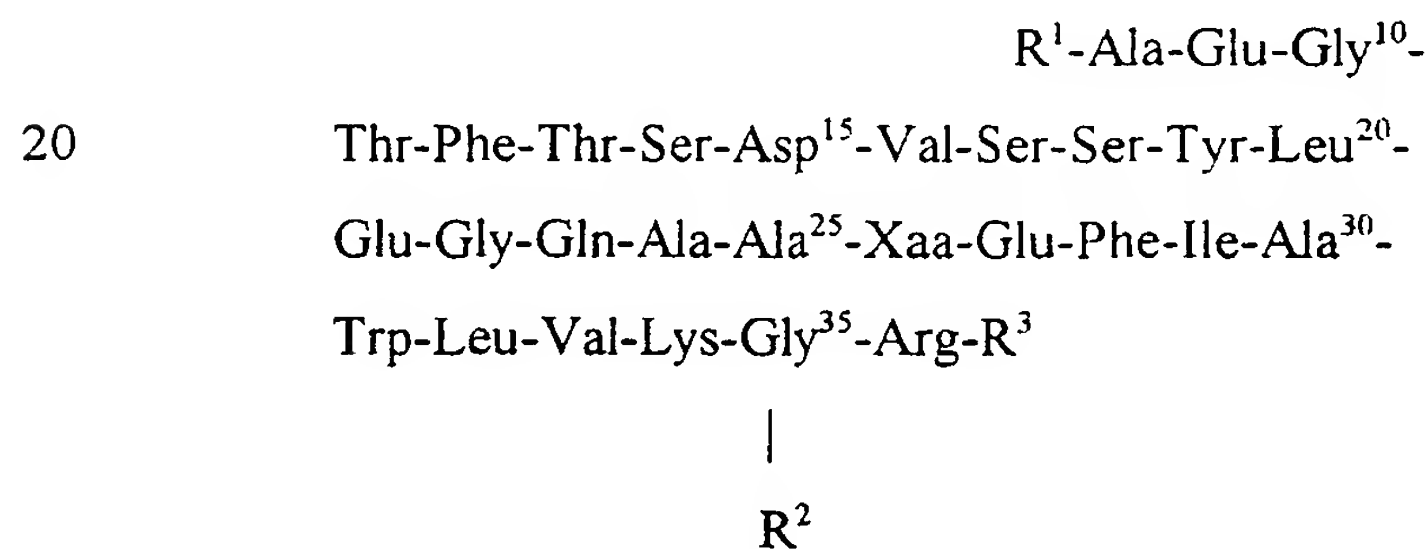 R¹-Ala-Glu-Gly¹⁰-
20 Thr-Phe-Thr-Ser-Asp¹⁵-Val-Ser-Ser-Tyr-Leu²⁰-
Glu-Gly-Gln-Ala-Ala²⁵-Xaa-Glu-Phe-Ile-Ala³⁰-
Trp-Leu-Val-Lys-Gly³⁵-Arg-R³
|
R²